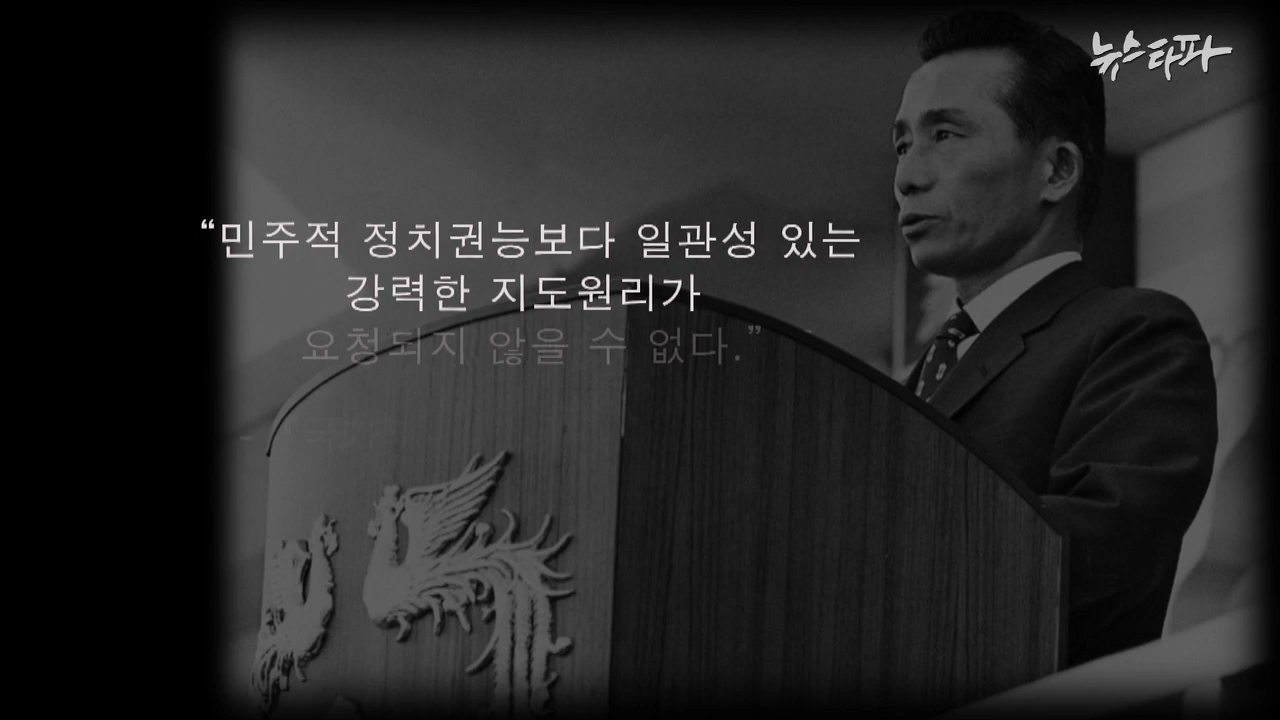 뉴스타파
“민주적 정치권능보다 일관성 있는
강력한 지도원리가
요청되지 않을 수 없다.”